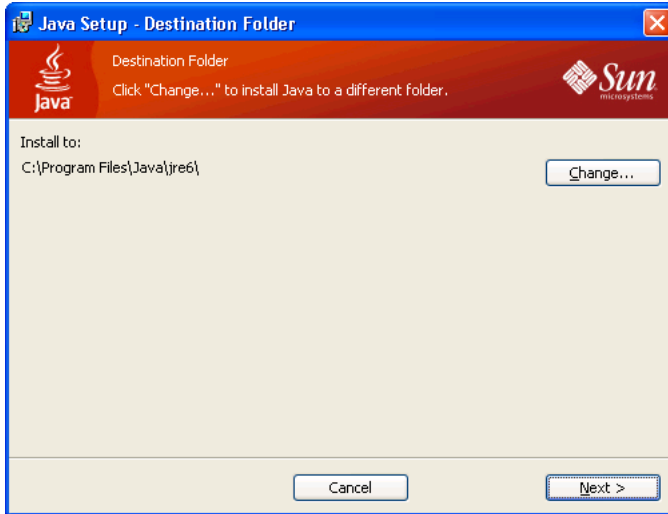 Java Setup - Destination Folder
Destination Folder
Click "Change..." to install Java to a different folder.
Java
Sun
microsystems
Install to:
C:\Program Files\Java\jre6\
Change...
Cancel
Next >